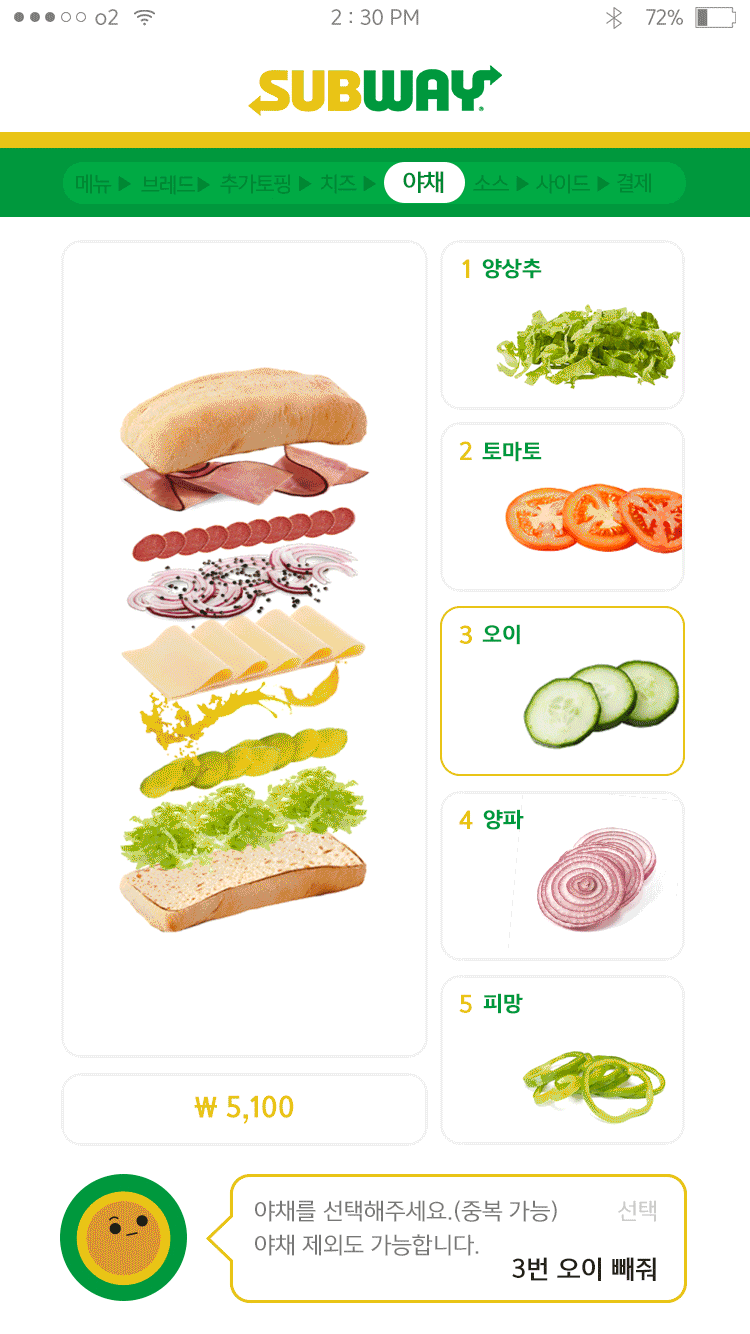 o2 2 : 30 PM 72%
SUBWAY
메뉴 ▶ 브레드▶ 추가토핑 ▶ 치즈 ▶ 야채 소스 ▶ 사이드 ▶ 결제
1 양상추
2 토마토
3 오이
4 양파
5 피망
₩ 5,100
야채를 선택해주세요.(중복 가능) 선택
야채 제외도 가능합니다.
3번 오이 빼줘